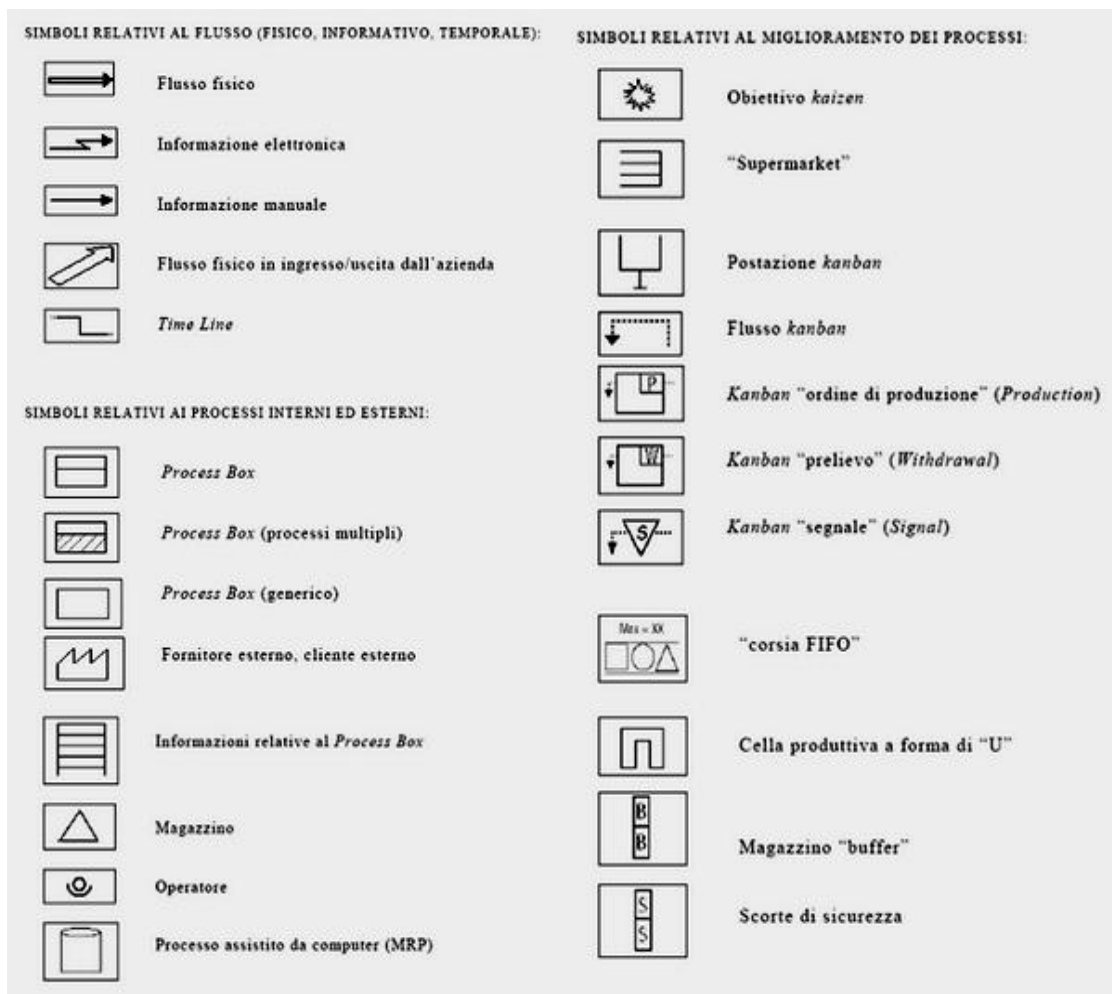 SIMBOLI RELATIVI AL FLUSSO (FISICO, INFORMATIVO, TEMPORALE):
Flusso fisico
Informazione elettronica
Informazione manuale
Flusso fisico in ingresso/uscita dall'azienda
Time Line
SIMBOLI RELATIVI AI PROCESSI INTERNI ED ESTERNI:
Process Box
Process Box (processi multipli)
Process Box (generico)
Fornitore esterno, cliente esterno
Informazioni relative al Process Box
Magazzino
Operatore
Processo assistito da computer (MRP)
SIMBOLI RELATIVI AL MIGLIORAMENTO DEI PROCESSI:
Obiettivo kaizen
"Supermarket"
Postazione kanban
Flusso kanban
P
Kanban "ordine di produzione" (Production)
W
Kanban "prelievo" (Withdrawal)
S
Kanban "segnale" (Signal)
Max = XX
"corsia FIFO"
Cella produttiva a forma di "U"
B
B
Magazzino "buffer"
S
S
Scorte di sicurezza